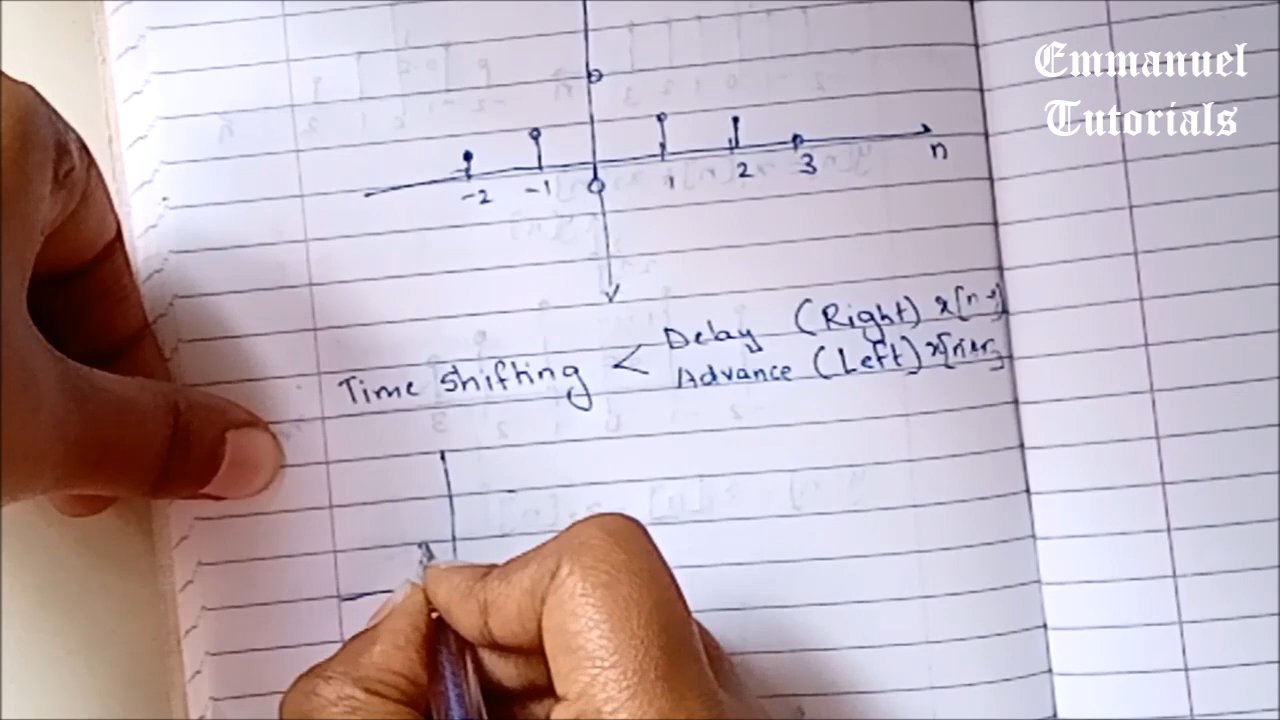 Emmanuel
Tutorials
-2 -1 0 1 2 3 n
Time Shifting < Delay (Right)
Advance (Left)